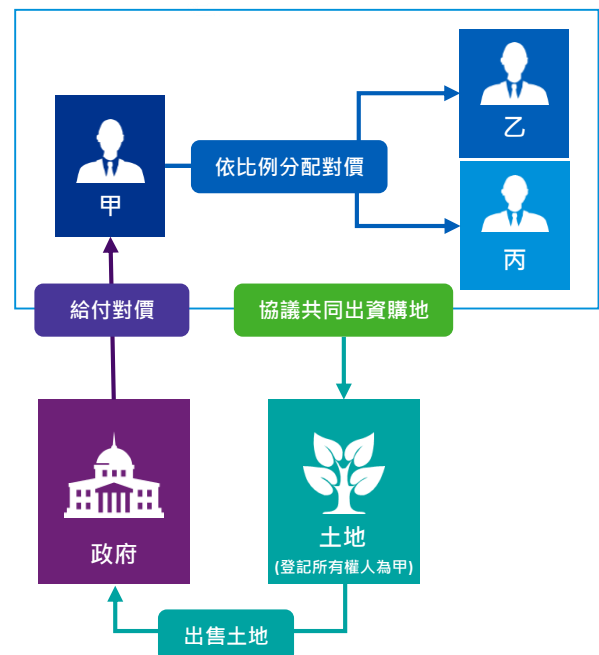 乙
依比例分配對價
甲
丙
給付對價
協議共同出資購地
政府
土地
(登記所有權人為甲)
出售土地